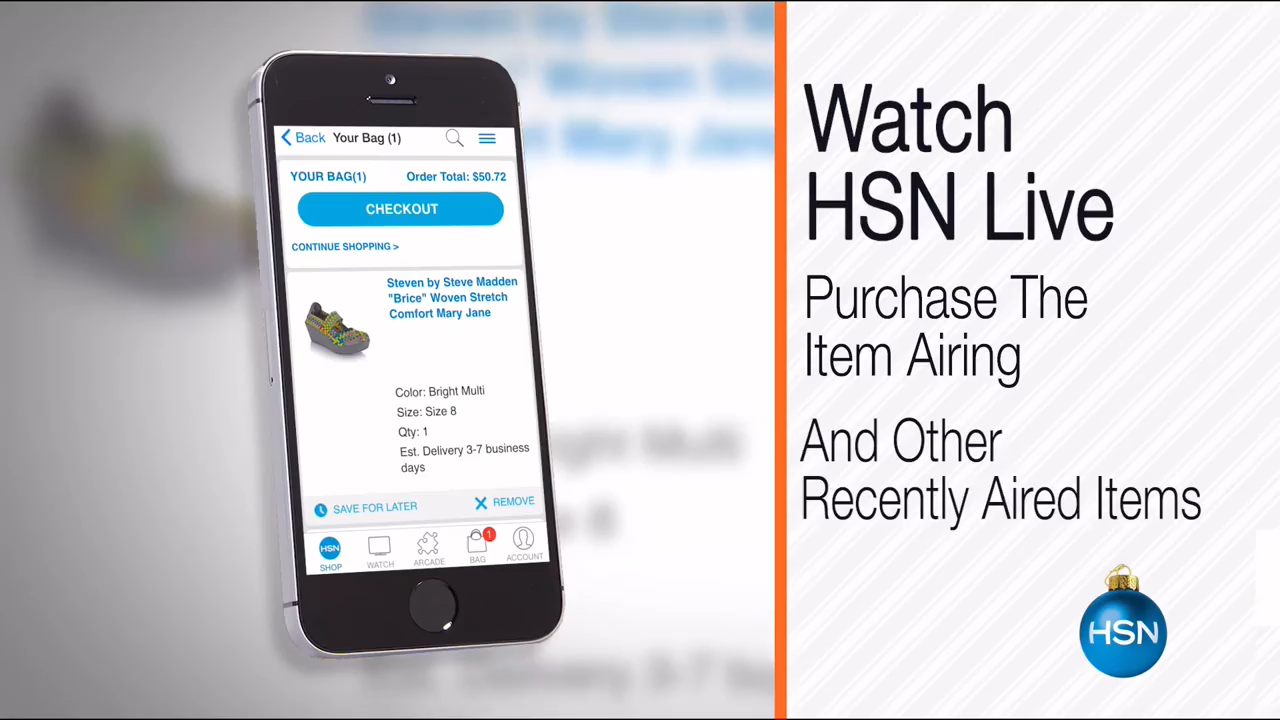 Back Your Bag (1)
YOUR BAG(1) Order Total: $50.72
CHECKOUT
CONTINUE SHOPPING >
Steven by Steve Madden
"Brice" Woven Stretch
Comfort Mary Jane
Color: Bright Multi
Size: Size 8
Qty: 1
Est. Delivery 3-7 business
days
SAVE FOR LATER REMOVE
HSN
1
SHOP WATCH ARCADE BAG ACCOUNT
Watch
HSN Live
Purchase The
Item Airing
And Other
Recently Aired Items
HSN